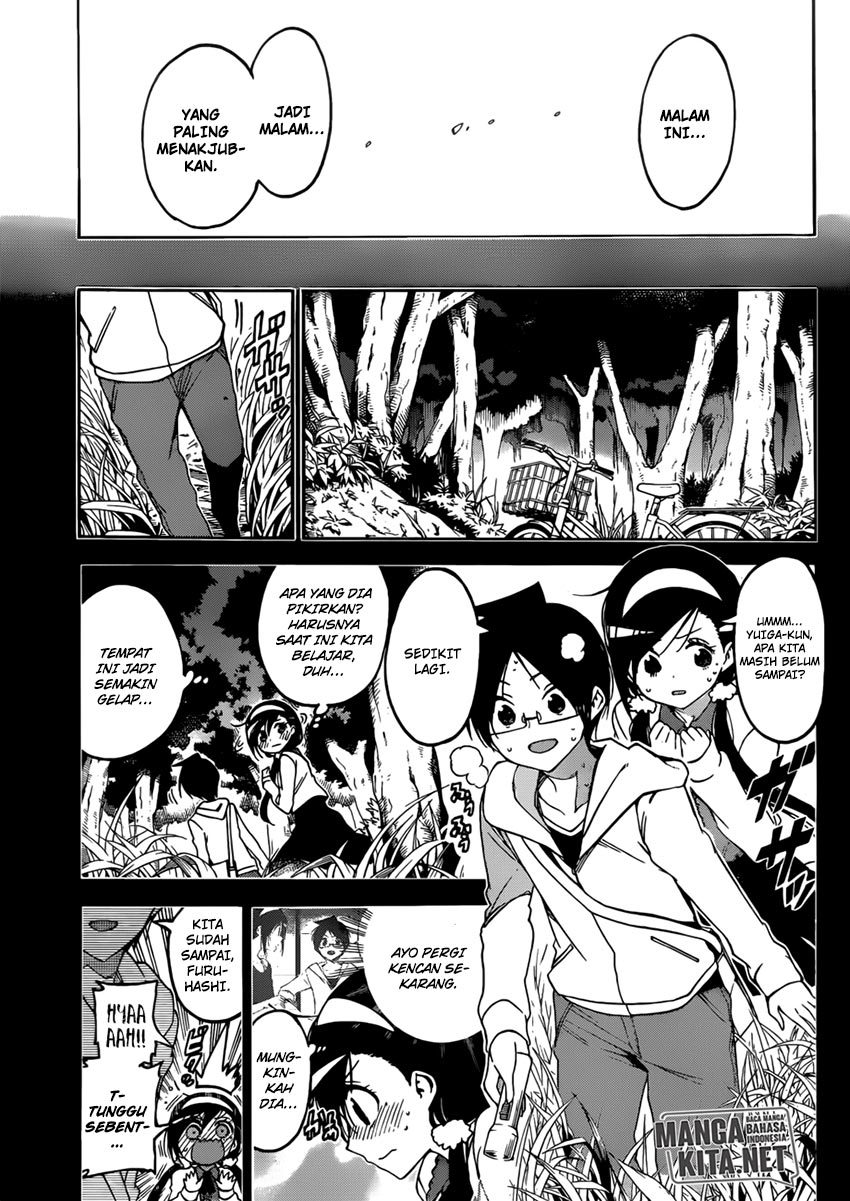 MALAM
INI...
JADI
MALAM...
YANG
PALING
MENAKJUB-
KAN.
UMMM...
YUIGA-KUN,
APA KITA
MASIH BELUM
SAMPAI?
SEDIKIT
LAGI.
APA YANG DIA
PIKIRKAN?
HARUSNYA
SAAT INI KITA
BELAJAR,
DUH...
TEMPAT
INI JADI
SEMAKIN
GELAP...
AYO PERGI
KENCAN SE-
KARANG.
MUNG-
KIN-
KAH
DIA...
KITA
SUDAH
SAMPAI,
FURU-
HASHI.
HYAA
AAH!!
T-
TUNGGU
SEBENT-
...
2
MANGA
BACA MANGA
BAHASA
INDONESIA
KITA.NET